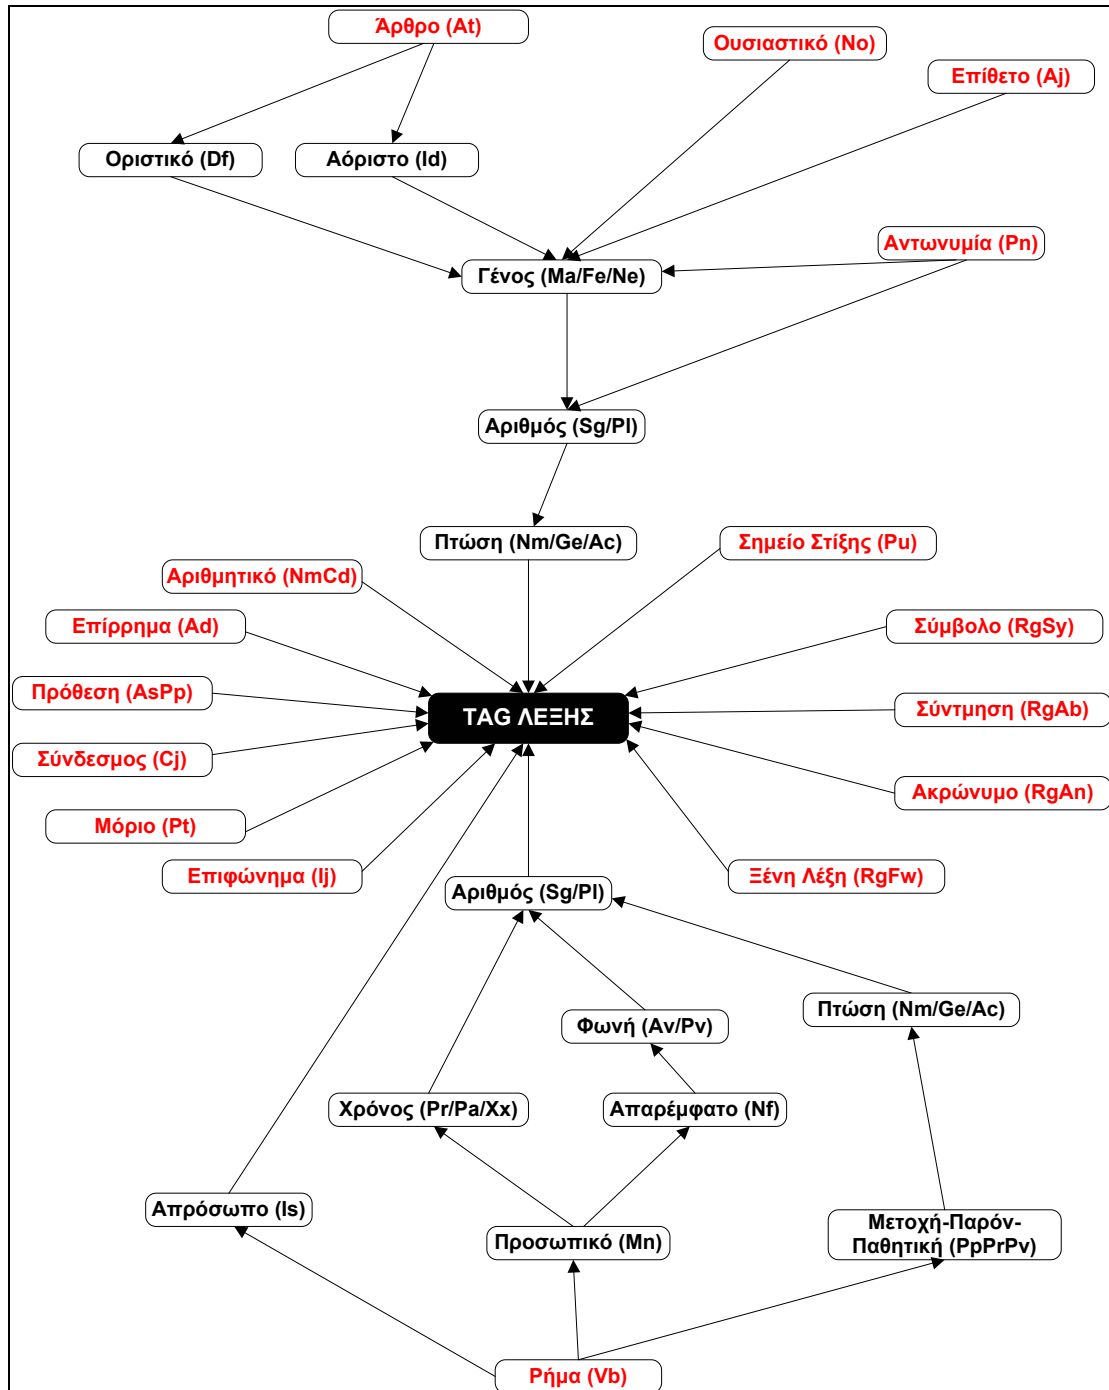 Άρθρο (At)
Ουσιαστικό (No)
Επίθετο (Aj)
Οριστικό (Df)
Αόριστο (Id)
Αντωνυμία (Pn)
Γένος (Ma/Fe/Ne)
Αριθμός (Sg/Pl)
Πτώση (Nm/Ge/Ac)
Σημείο Στίξης (Pu)
Αριθμητικό (NmCd)
Επίρρημα (Ad)
Σύμβολο (RgSy)
Πρόθεση (AsPp)
TAG ΛΕΞΗΣ
Σύντμηση (RgAb)
Σύνδεσμος (Cj)
Ακρώνυμο (RgAn)
Μόριο (Pt)
Επιφώνημα (Ij)
Ξένη Λέξη (RgFw)
Αριθμός (Sg/Pl)
Πτώση (Nm/Ge/Ac)
Φωνή (Av/Pv)
Χρόνος (Pr/Pa/Xx)
Απαρέμφατο (Nf)
Απρόσωπο (Is)
Προσωπικό (Mn)
Μετοχή-Παρόν-
Παθητική (PpPrPv)
Ρήμα (Vb)